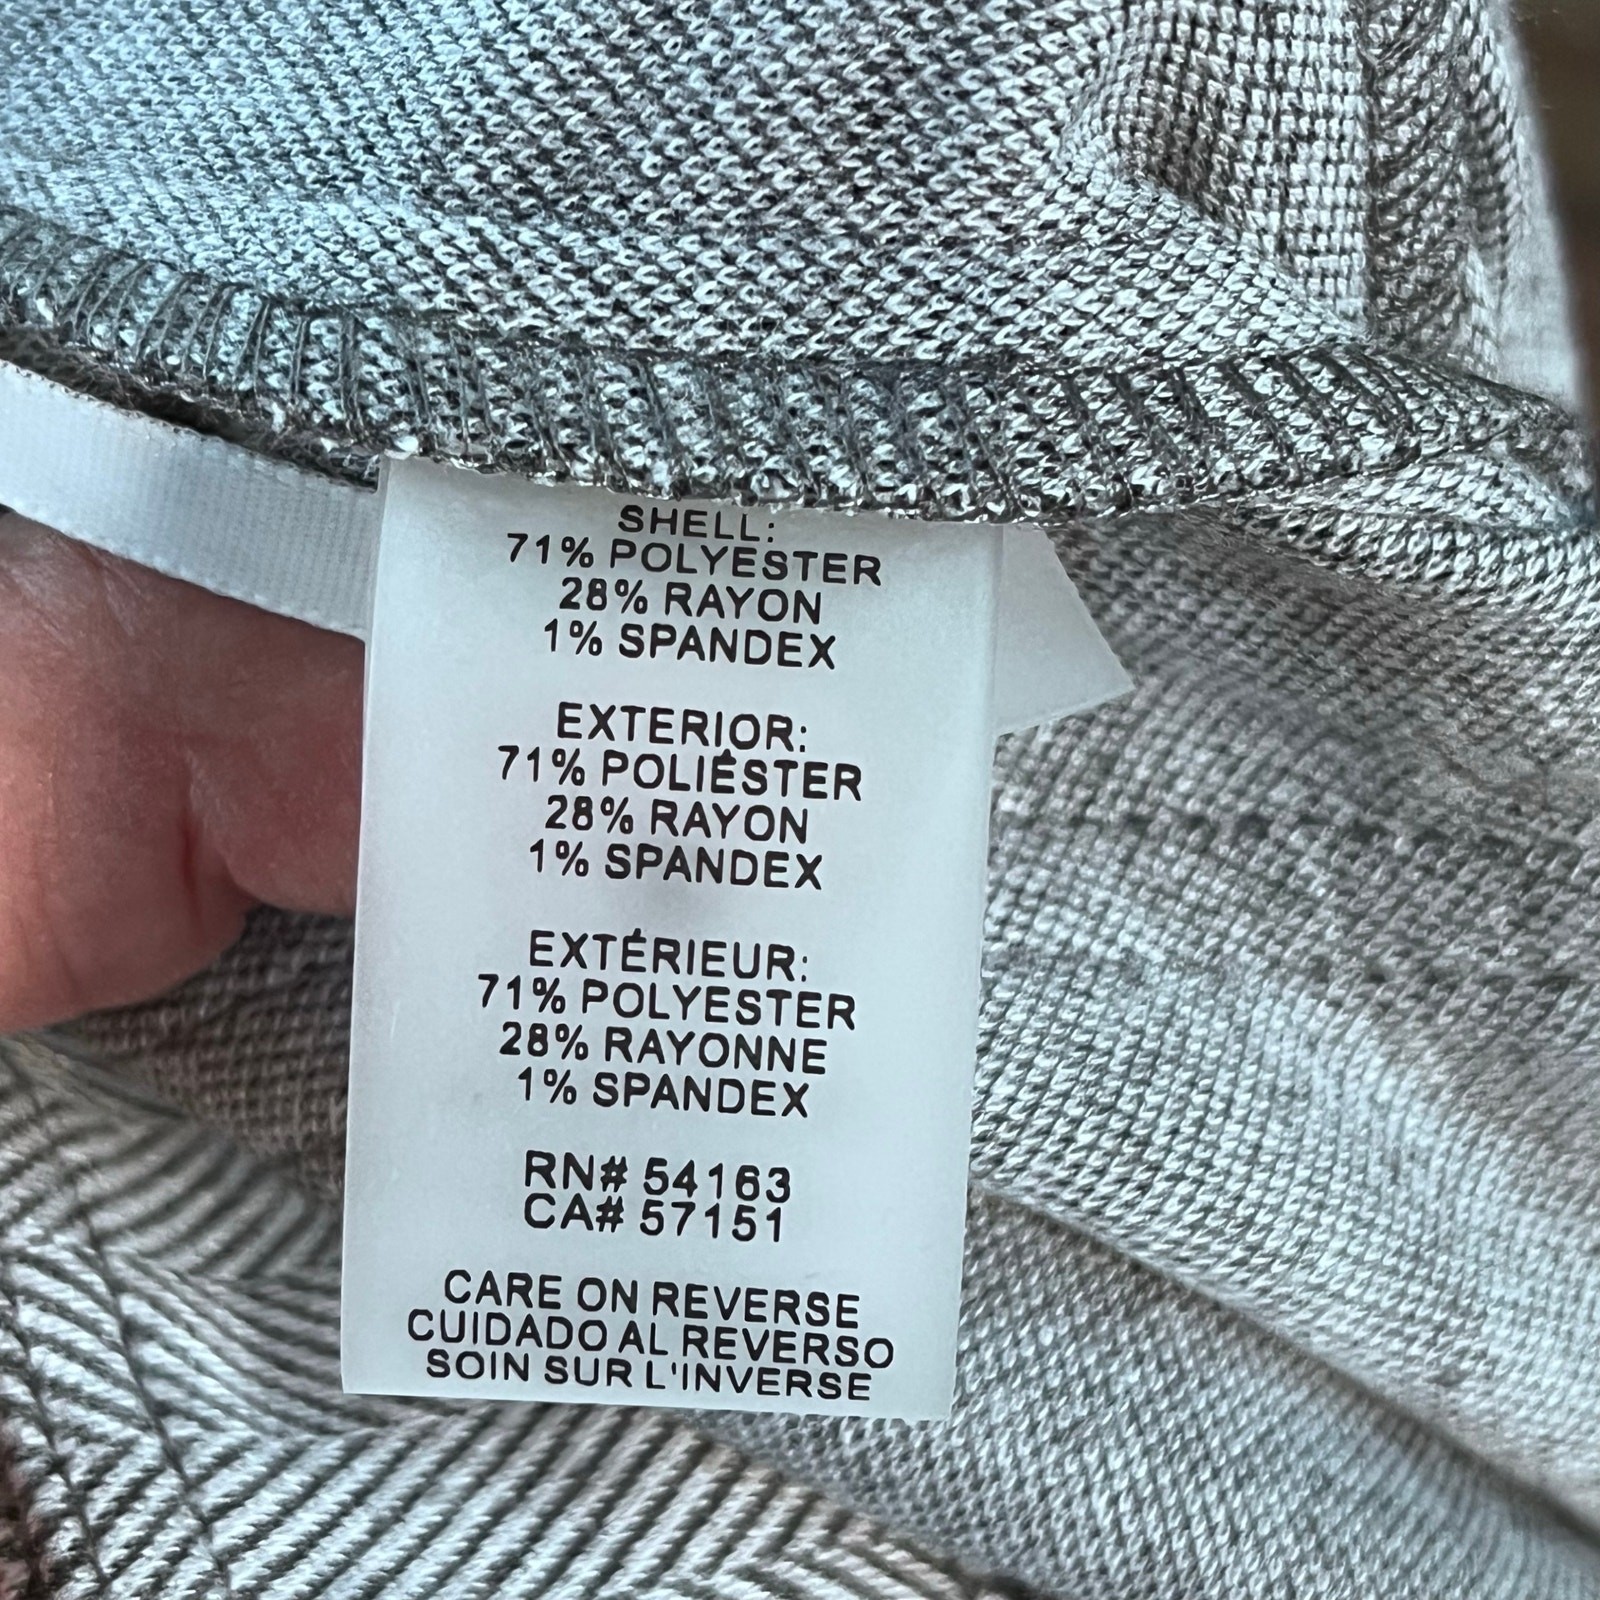 SHELL:
71% POLYESTER
28% RAYON
1% SPANDEX
EXTERIOR:
71% POLIÉSTER
28% RAYON
1% SPANDEX
EXTÉRIEUR:
71% POLYESTER
28% RAYONNE
1% SPANDEX
RN# 54163
CA# 57151
CARE ON REVERSE
CUIDADO AL REVERSO
SOIN SUR L'INVERSE